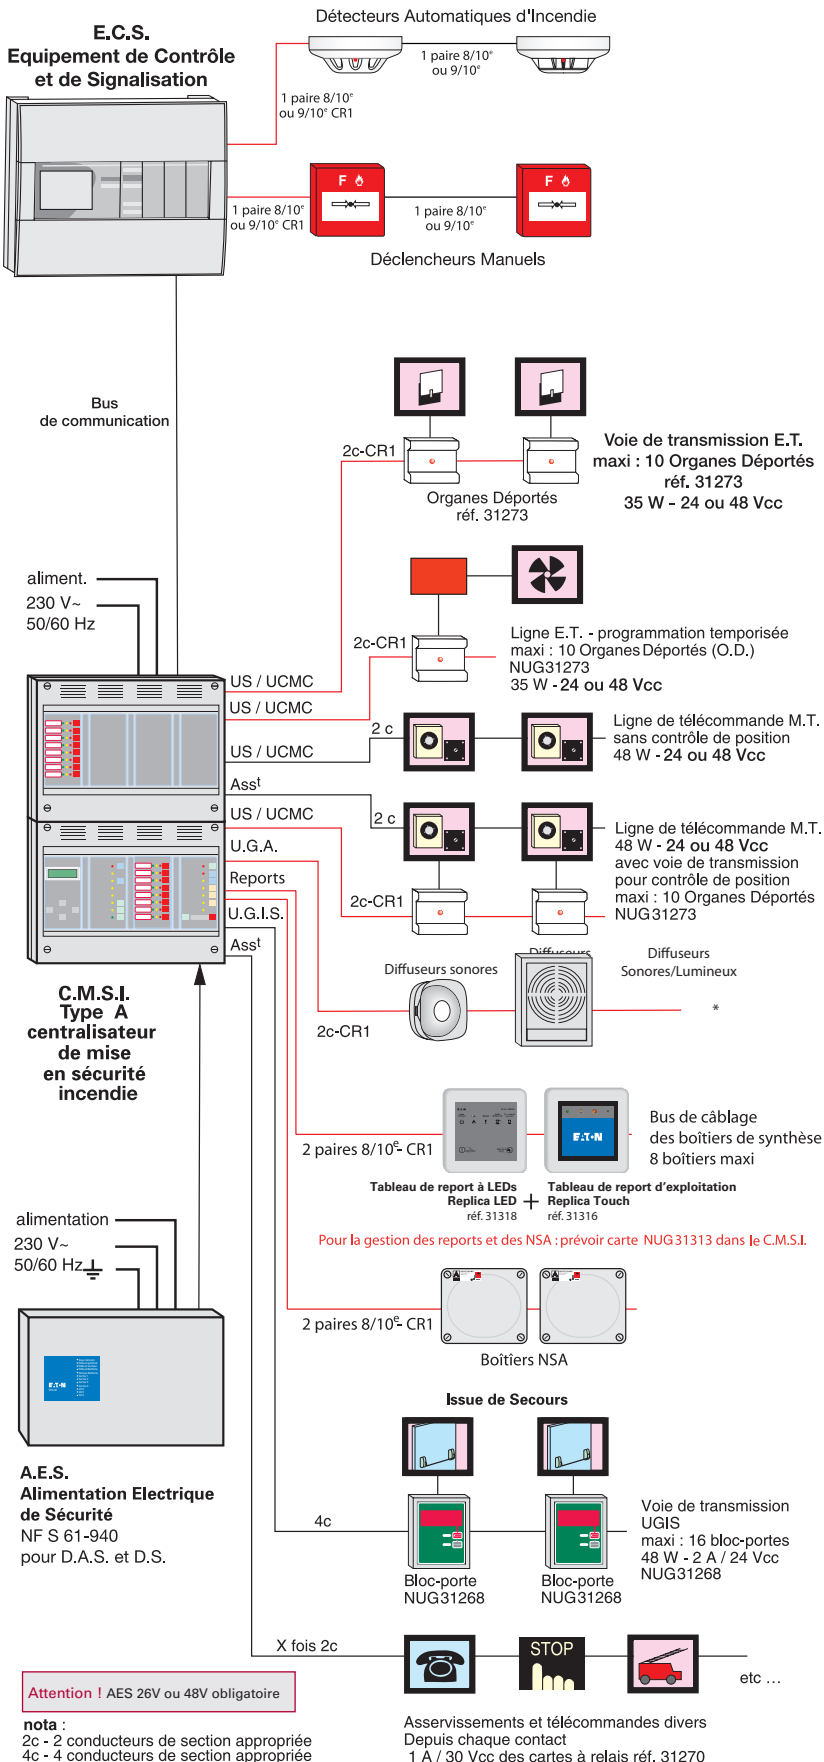 Détecteurs Automatiques d'Incendie
E.C.S.
Equipement de Contrôle
et de Signalisation
1 paire 8/10e
ou 9/10e
1 paire 8/10e
ou 9/10e CR1
F
F
1 paire 8/10e
ou 9/10e CR1
1 paire 8/10e
ou 9/10e
Déclencheurs Manuels
Bus
de communication
2c-CR1
Organes Déportés
réf. 31273
Voie de transmission E.T.
maxi : 10 Organes Déportés
réf. 31273
35 W - 24 ou 48 Vcc
aliment.
230 V~
50/60 Hz
2c-CR1
Ligne E.T. - programmation temporisée
maxi : 10 Organes Déportés (O.D.)
NUG31273
35 W - 24 ou 48 Vcc
US / UCMC
US / UCMC
US / UCMC
Asst
US / UCMC
U.G.A.
Reports
U.G.I.S.
Asst
2 c
Ligne de télécommande M.T.
sans contrôle de position
48 W - 24 ou 48 Vcc
2 c
2c-CR1
Ligne de télécommande M.T.
48 W - 24 ou 48 Vcc
avec voie de transmission
pour contrôle de position
maxi : 10 Organes Déportés
NUG31273
C.M.S.I.
Type A
centralisateur
de mise
en sécurité
incendie
Diffuseurs sonores
Diffuseurs
Diffuseurs
Sonores/Lumineux
2c-CR1
*
2 paires 8/10e- CR1
EATON
Bus de câblage
des boîtiers de synthèse
8 boîtiers maxi
Tableau de report à LEDs
Replica LED
réf. 31318
+
Tableau de report d'exploitation
Replica Touch
réf. 31316
Pour la gestion des reports et des NSA : prévoir carte NUG31313 dans le C.M.S.I.
alimentation
230 V~
50/60 Hz
2 paires 8/10e- CR1
Boîtîers NSA
EATON
A.E.S.
Alimentation Electrique
de Sécurité
NF S 61-940
pour D.A.S. et D.S.
Issue de Secours
4c
Bloc-porte
NUG31268
Bloc-porte
NUG31268
Voie de transmission
UGIS
maxi : 16 bloc-portes
48 W - 2 A / 24 Vcc
NUG31268
X fois 2c
STOP
etc ...
Attention ! AES 26V ou 48V obligatoire
nota :
2c - 2 conducteurs de section appropriée
4c - 4 conducteurs de section appropriée
Asservissements et télécommandes divers
Depuis chaque contact
1 A / 30 Vcc des cartes à relais réf. 31270